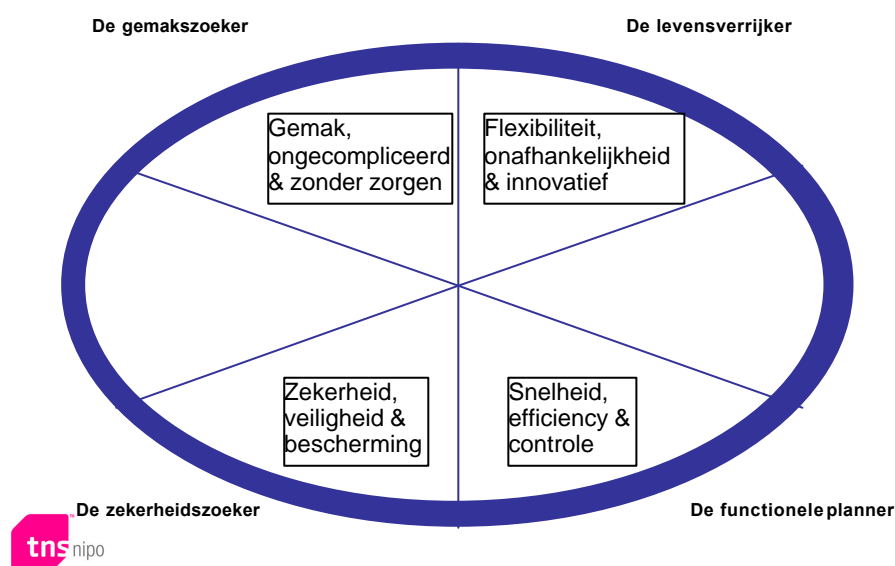 De gemakszoeker
De levensverrijker
Gemak,
ongecompliceerd
& zonder zorgen
Flexibiliteit,
onafhankelijkheid
& innovatief
Zekerheid,
veiligheid &
bescherming
Snelheid,
efficiency &
controle
De zekerheidszoeker
De functionele planner
tns nipo